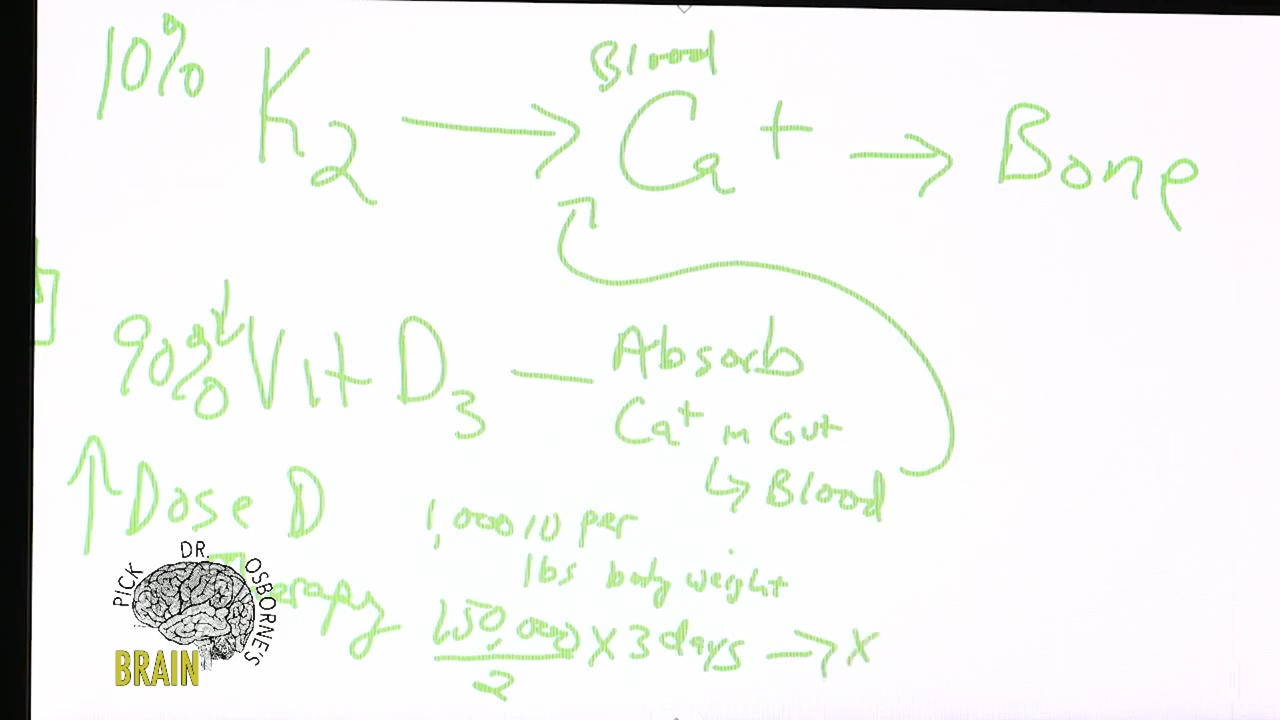 10% K2 → Blood Ca+ → Bone
90% ↓ Vit D3 — Absorb
Ca+ in Gut
↳ Blood
↑ Dose D
Therapy
1,000 IU per
lbs body weight
150,000 X 3 days → X
2
PICK DR. OSBORNE'S
BRAIN